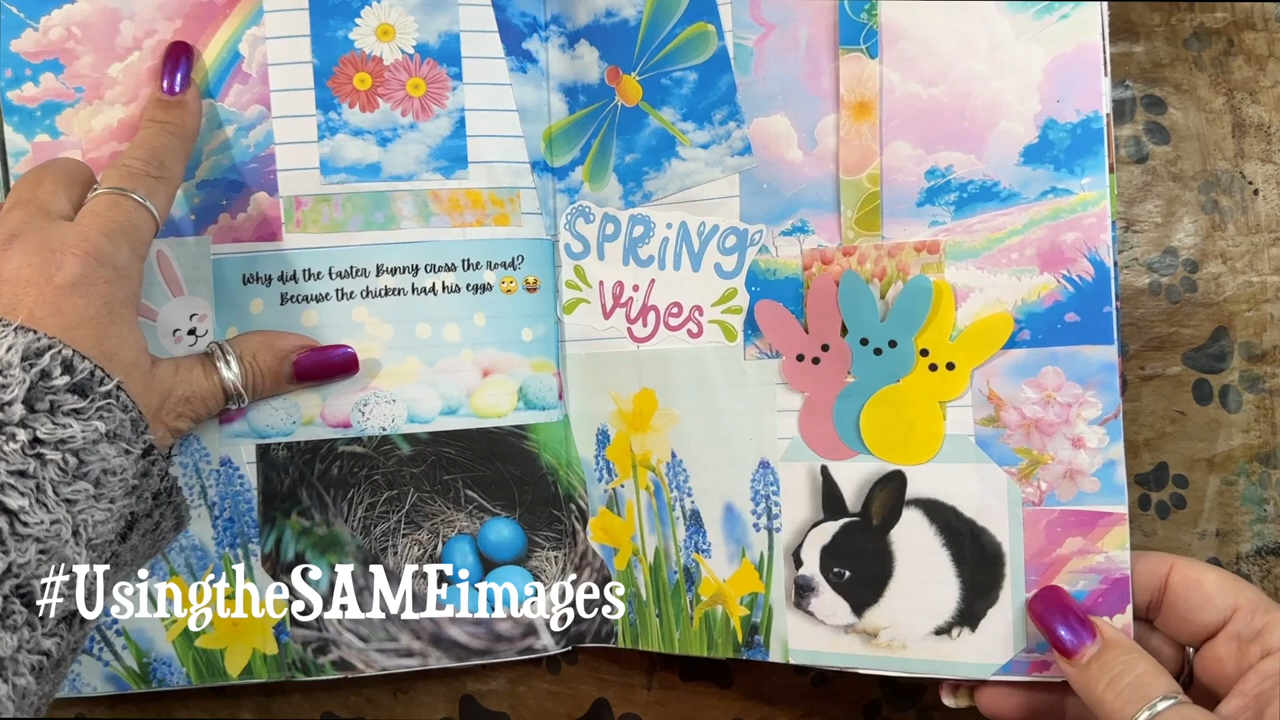 Why did the Easter Bunny cross the road?
Because the chicken had his eggs 🙄 😂
SPRiNg
vibes
#UsingtheSAMEimages